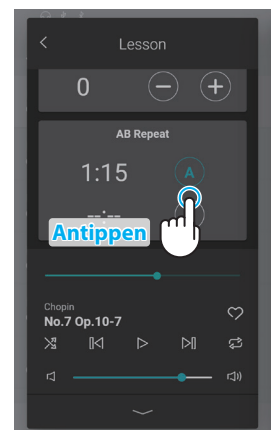 Lesson
0
AB Repeat
1:15
A
--:--
Antippen
Chopin
No.7 Op.10-7